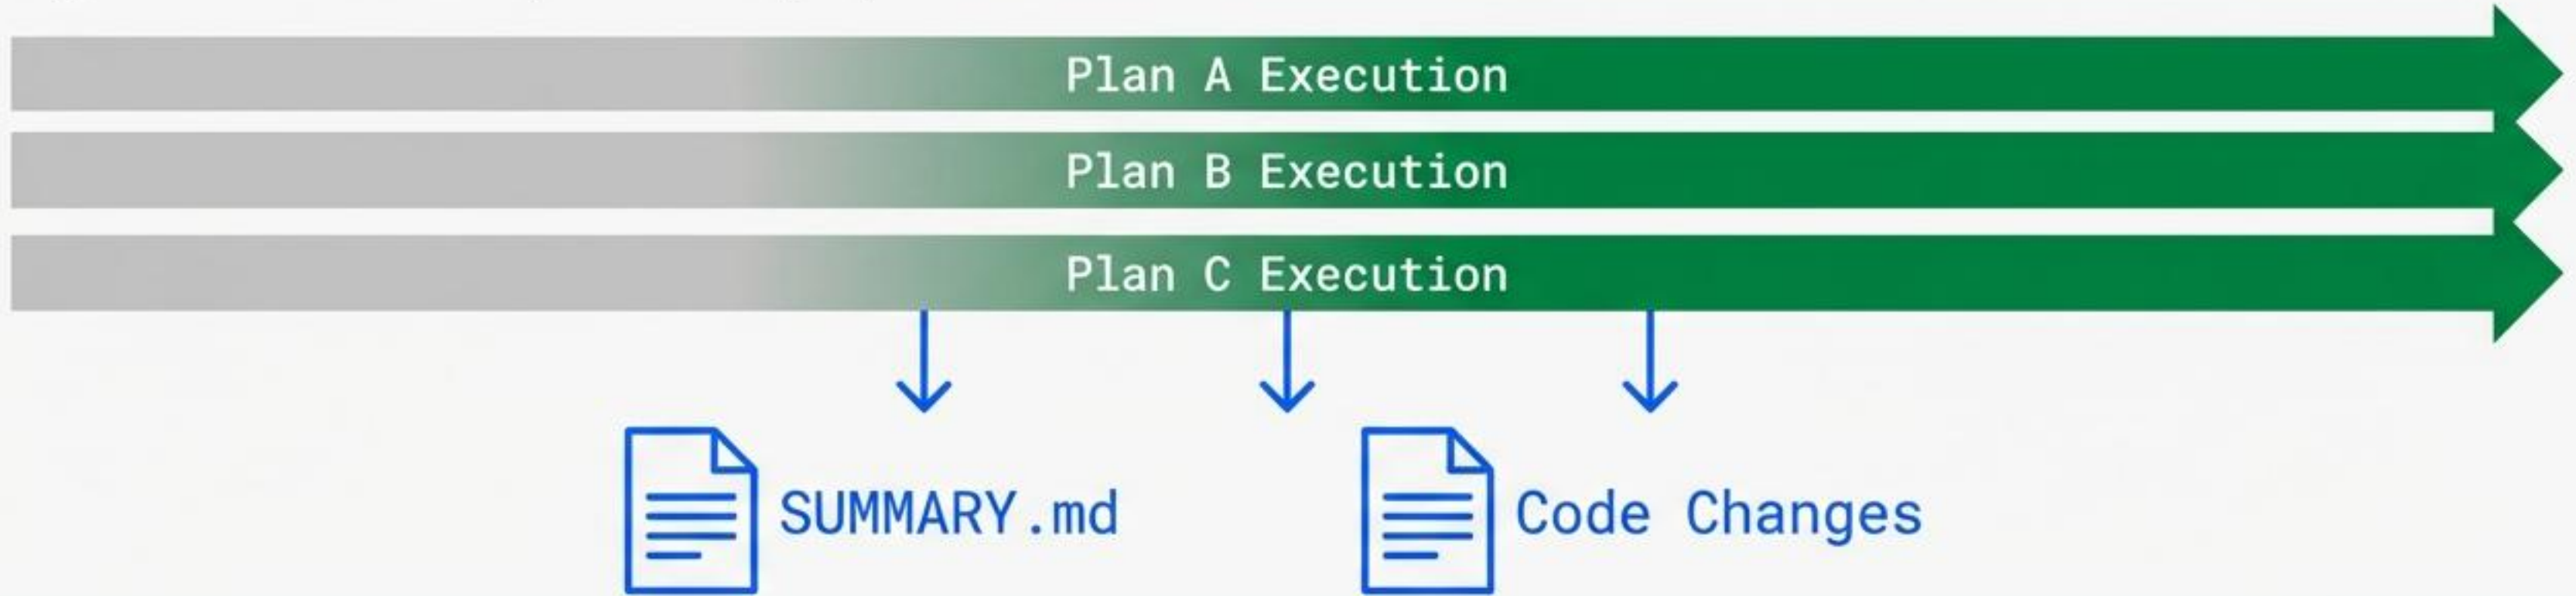 Plan A Execution
Plan B Execution
Plan C Execution
SUMMARY.md
Code Changes